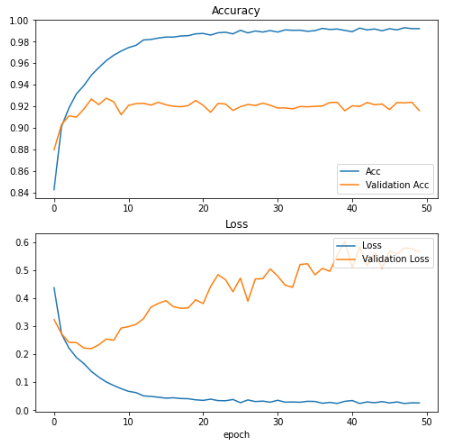 Accuracy
1.00
0.98
0.96
0.94
0.92
0.90
0.88
0.86
0.84
Acc
Validation Acc
0 10 20 30 40 50
Loss
0.6
0.5
0.4
0.3
0.2
0.1
0.0
Loss
Validation Loss
0 10 20 30 40 50
epoch